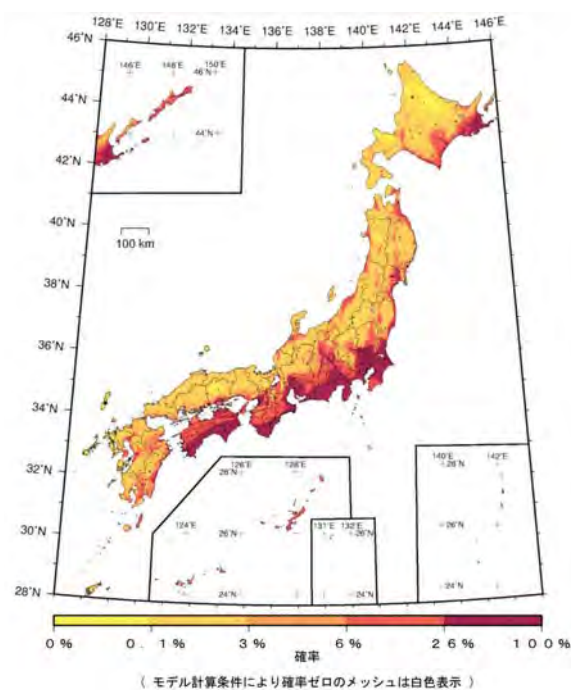 128°E 130°E 132°E 134°E 136°E 138°E 140°E 142°E 144°E 146°E
46°N
146°E 148°E 150°E
46°N
44°N
44°N
42°N
100 km
40°N
38°N
36°N
34°N
32°N
126°E 128°E
28°N
140°E 142°E
28°N
30°N
124°E
26°N
131°E 132°E
26°N
26°N
24°N
24°N
28°N
0% 0.1% 3% 6% 26% 100%
確率
( モデル計算条件により確率ゼロのメッシュは白色表示 )